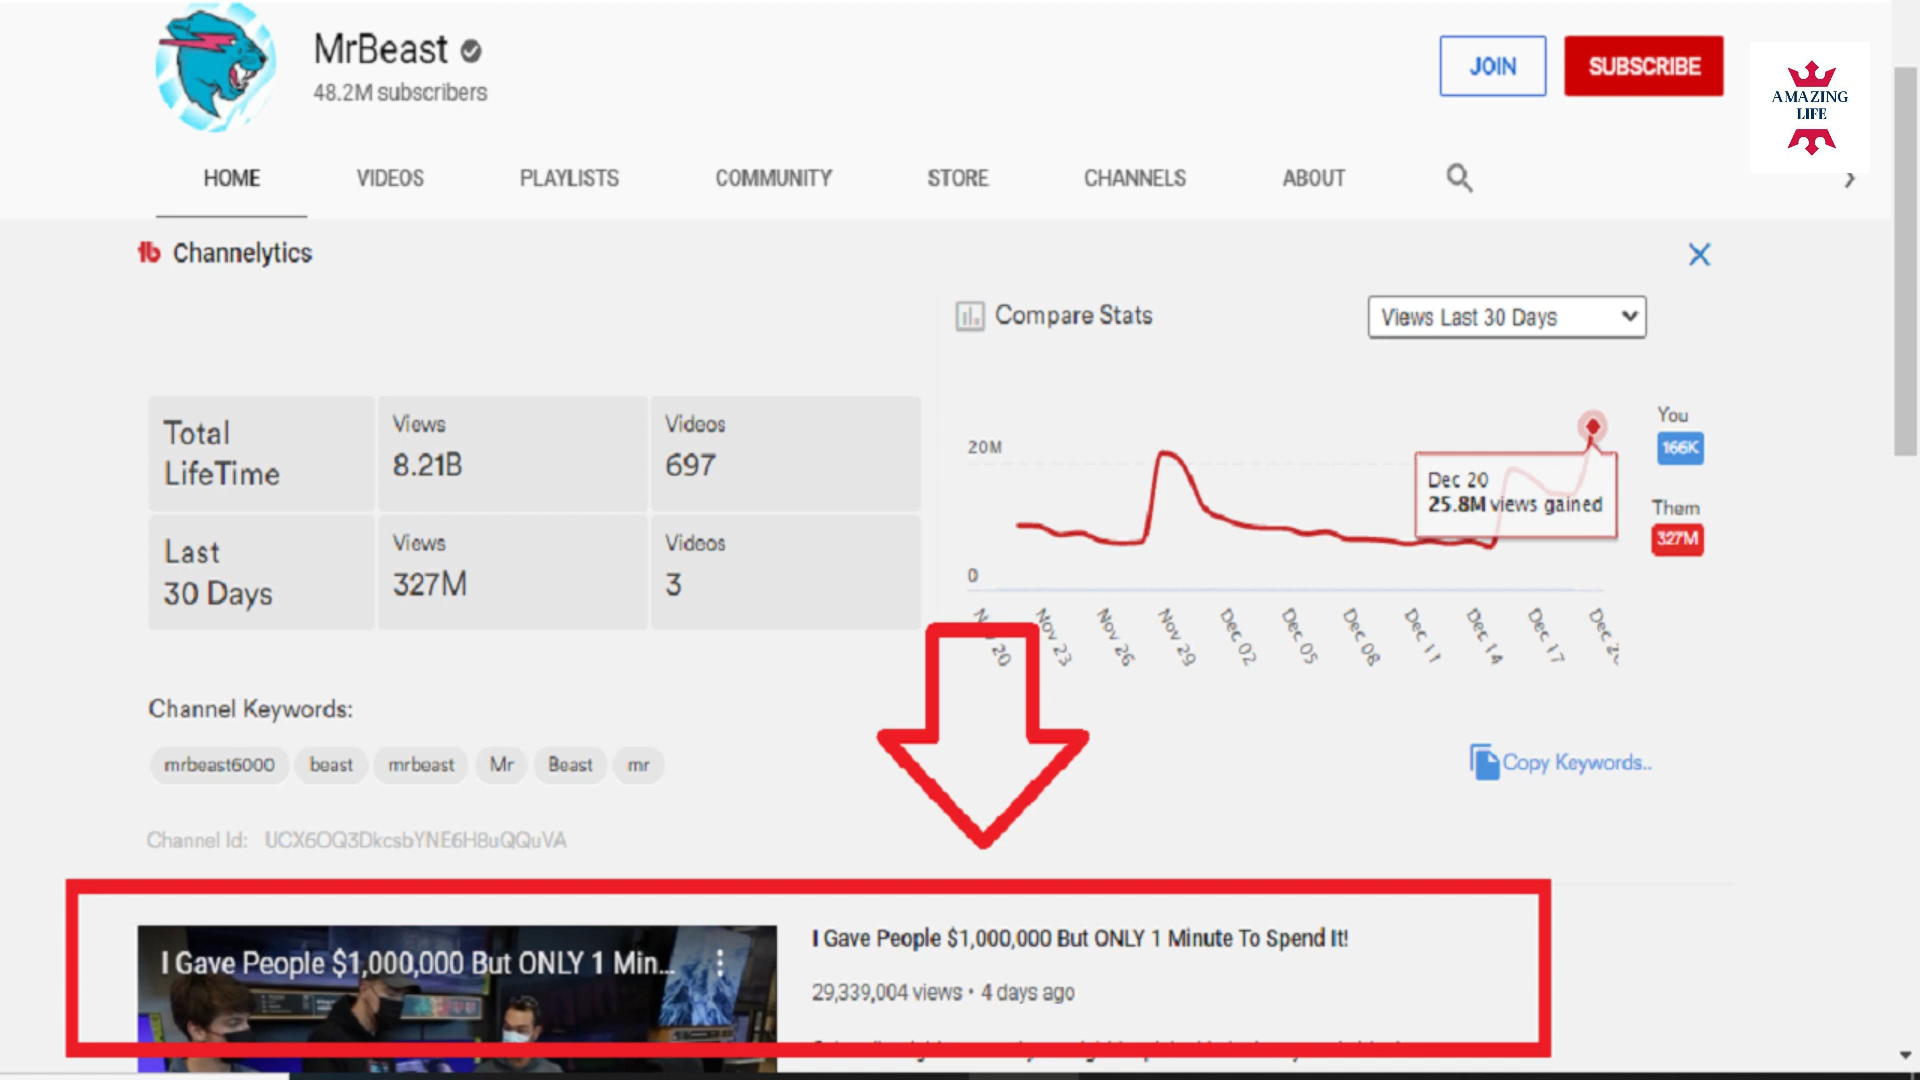 MrBeast
48.2M subscribers
JOIN
SUBSCRIBE
AMAZING
LIFE
HOME
VIDEOS
PLAYLISTS
COMMUNITY
STORE
CHANNELS
ABOUT
tb Channelytics
Compare Stats
Views Last 30 Days
Total
LifeTime
Views
8.21B
Videos
697
Last
30 Days
Views
327M
Videos
3
20M
0
Dec 20
25.8M views gained
You
166K
Them
327M
Nov 23
Nov 26
Nov 29
Dec 02
Dec 05
Dec 08
Dec 11
Dec 14
Dec 17
Channel Keywords:
mrbeast6000
beast
mrbeast
Mr
Beast
mr
Copy Keywords..
Channel Id: UCX6OQ3DkcsbYNE6H8uQQuVA
I Gave People $1,000,000 But ONLY 1 Min...
I Gave People $1,000,000 But ONLY 1 Minute To Spend It!
29,339,004 views • 4 days ago